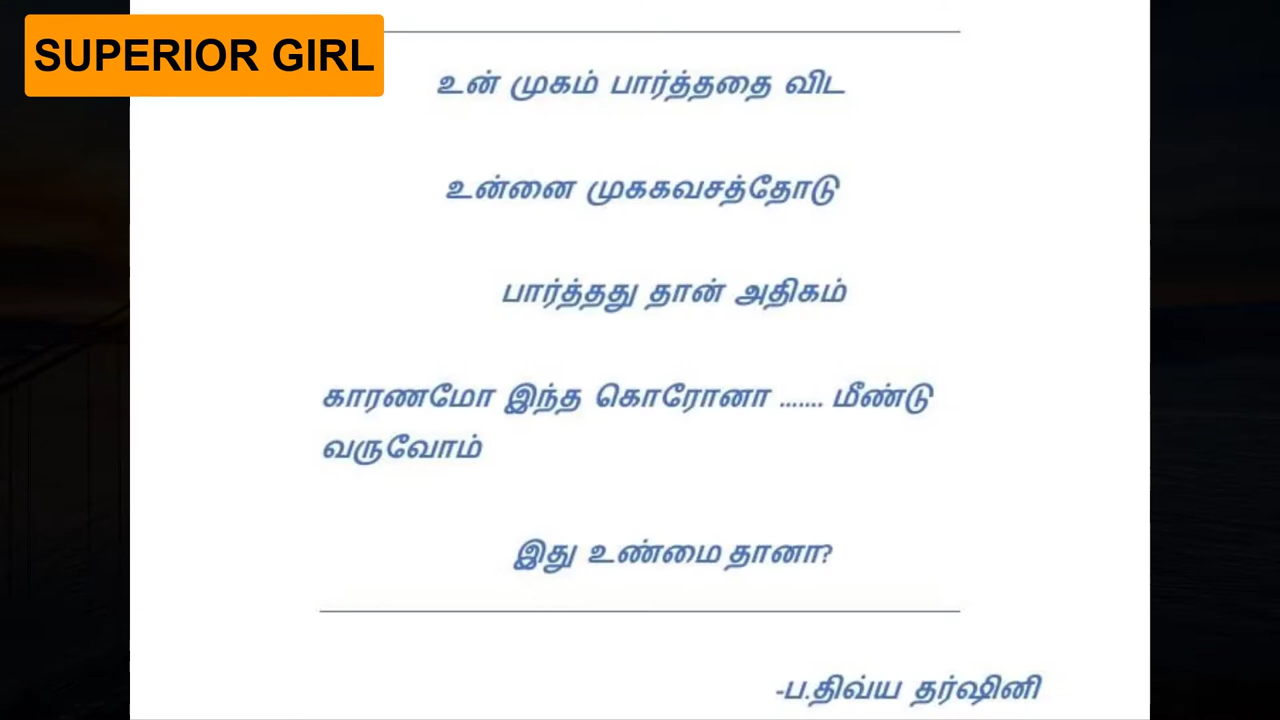 SUPERIOR GIRL
உன் முகம் பார்த்ததை விட
உன்னை முககவசத்தோடு
பார்த்தது தான் அதிகம்
காரணமோ இந்த கொரோனா ....... மீண்டு
வருவோம்
இது உண்மை தானா?
-ப.திவ்ய தர்ஷினி